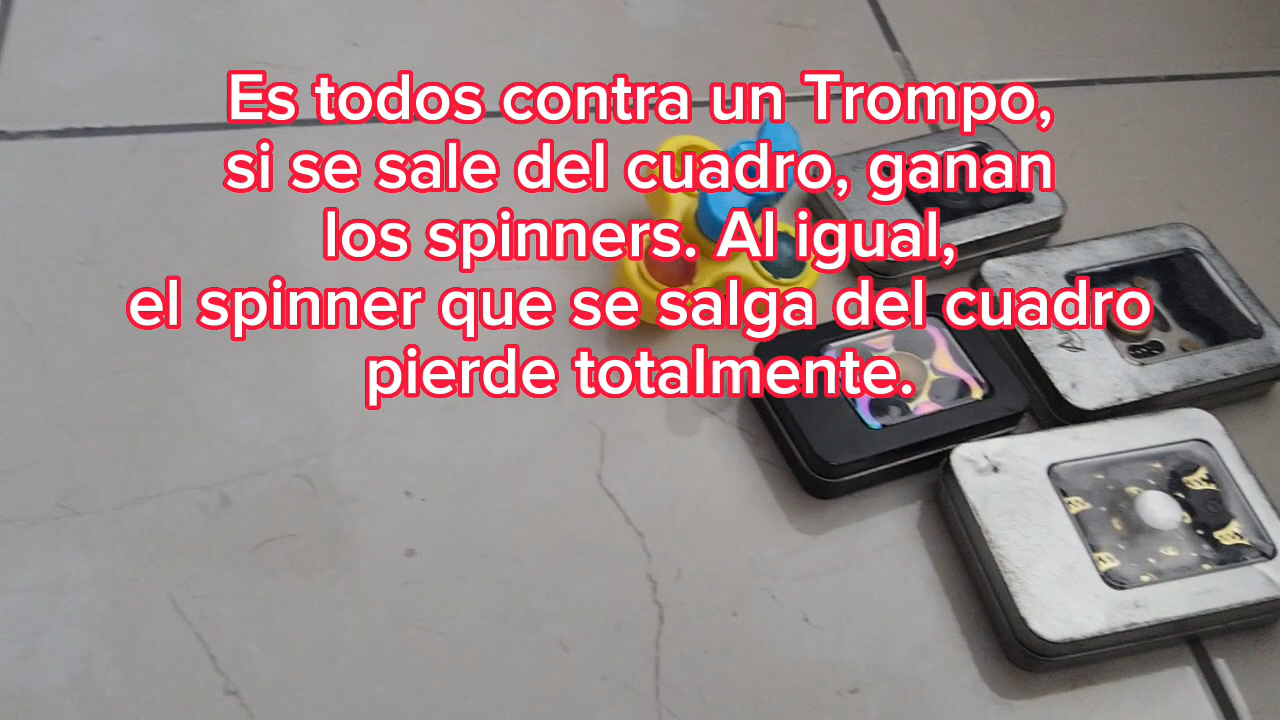 Es todos contra un Trompo,
si se sale del cuadro, ganan
los spinners. Al igual,
el spinner que se salga del cuadro
pierde totalmente.